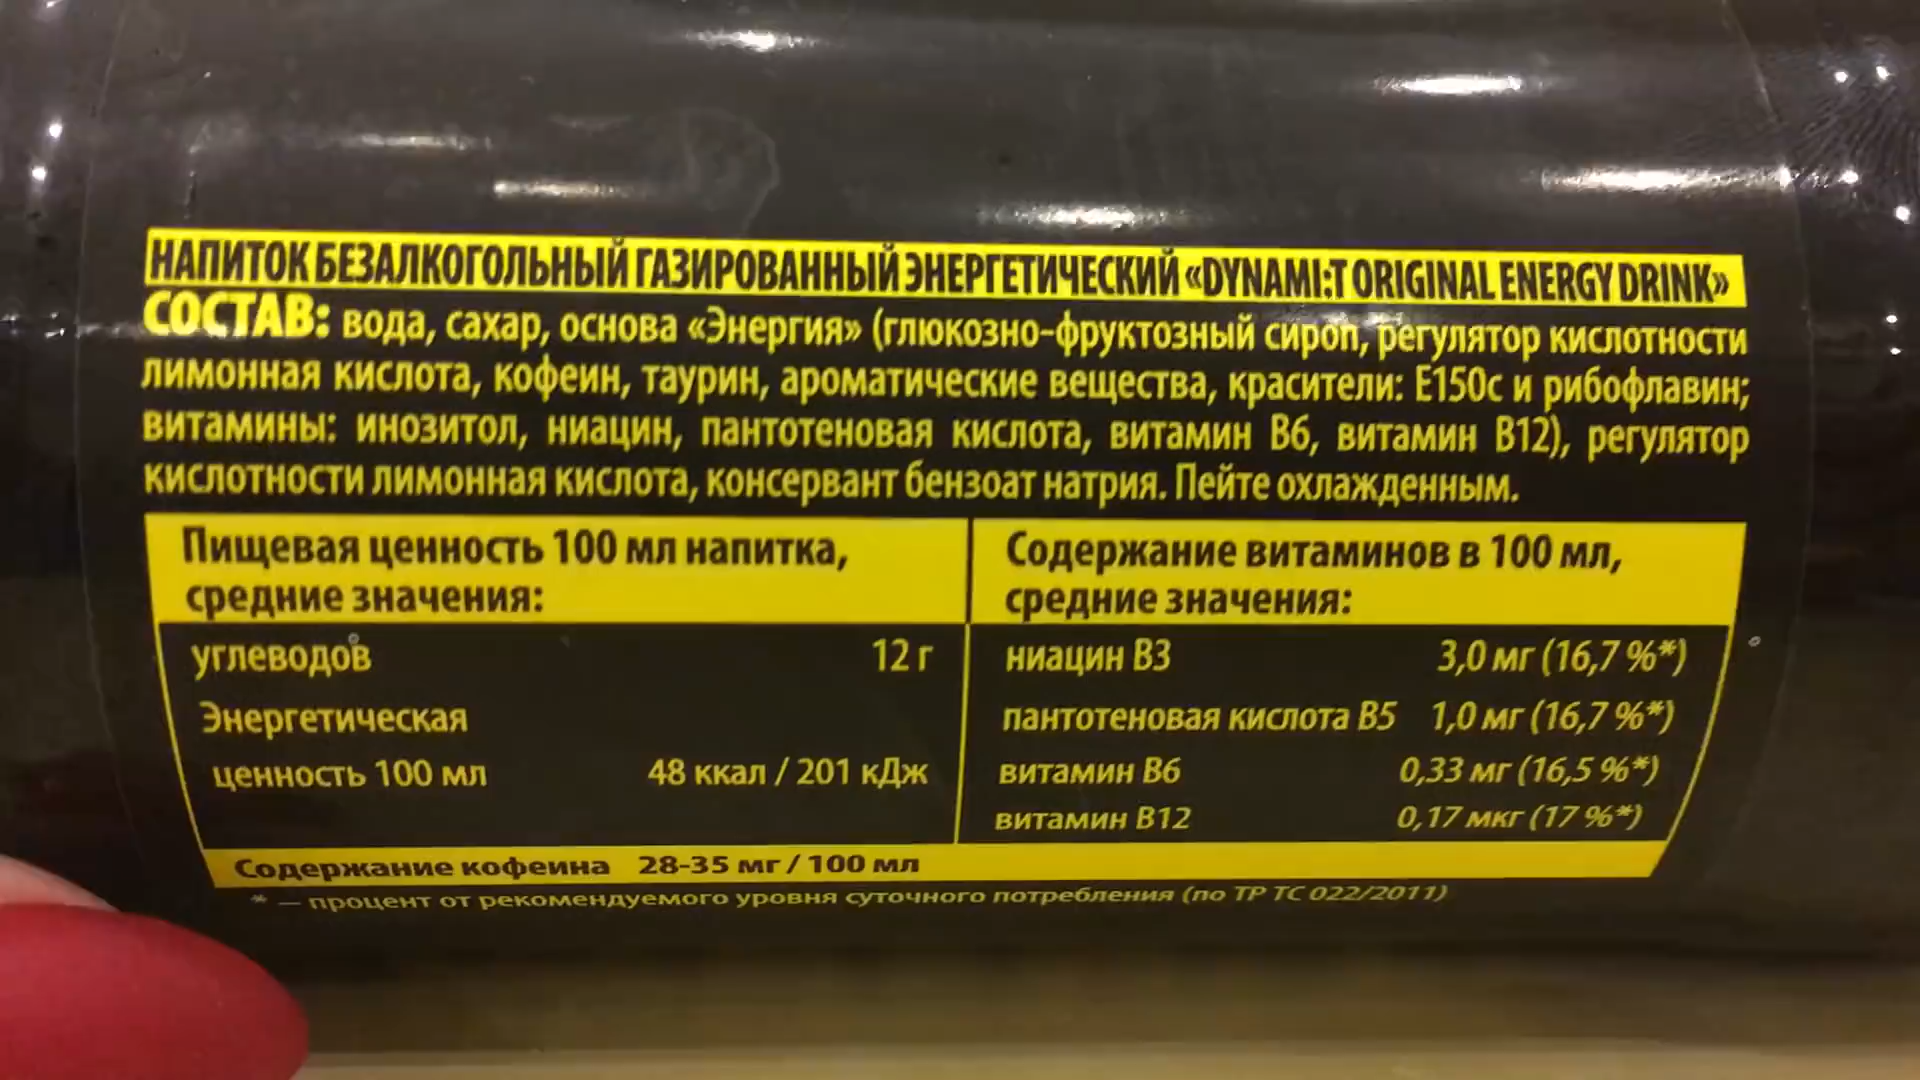 НАПИТОК БЕЗАЛКОГОЛЬНЫЙ ГАЗИРОВАННЫЙ ЭНЕРГЕТИЧЕСКИЙ «DYNAMI:T ORIGINAL ENERGY DRINK»
СОСТАВ: вода, сахар, основа «Энергия» (глюкозно-фруктозный сироп, регулятор кислотности
лимонная кислота, кофеин, таурин, ароматические вещества, красители: Е150с и рибофлавин;
витамины: инозитол, ниацин, пантотеновая кислота, витамин В6, витамин В12), регулятор
кислотности лимонная кислота, консервант бензоат натрия. Пейте охлажденным.
Пищевая ценность 100 мл напитка,
средние значения:
углеводов 12 г
Энергетическая
ценность 100 мл 48 ккал / 201 кДж
Содержание витаминов в 100 мл,
средние значения:
ниацин В3 3,0 мг (16,7 %*)
пантотеновая кислота В5 1,0 мг (16,7 %*)
витамин В6 0,33 мг (16,5 %*)
витамин В12 0,17 мкг (17 %*)
Содержание кофеина 28-35 мг / 100 мл
* — процент от рекомендуемого уровня суточного потребления (по ТР ТС 022/2011)